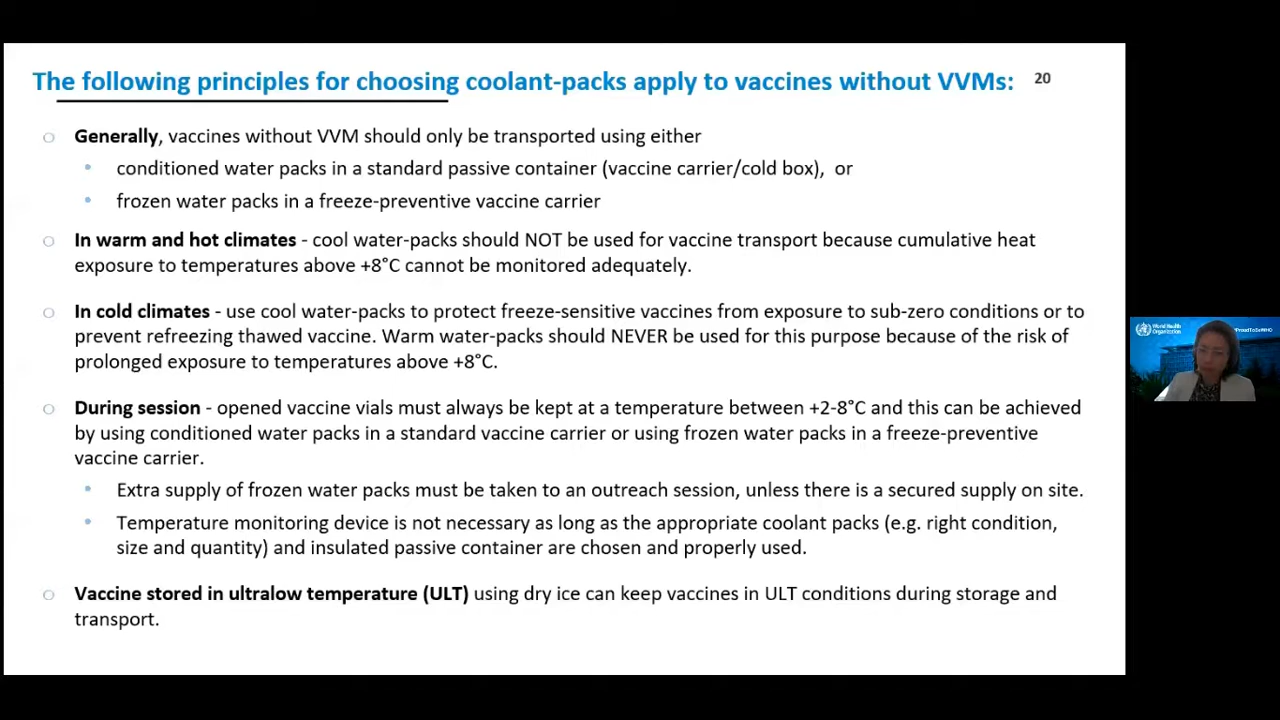 The following principles for choosing coolant-packs apply to vaccines without VVMs:
20
Generally, vaccines without VVM should only be transported using either
conditioned water packs in a standard passive container (vaccine carrier/cold box), or
frozen water packs in a freeze-preventive vaccine carrier
In warm and hot climates - cool water-packs should NOT be used for vaccine transport because cumulative heat
exposure to temperatures above +8°C cannot be monitored adequately.
In cold climates - use cool water-packs to protect freeze-sensitive vaccines from exposure to sub-zero conditions or to
prevent refreezing thawed vaccine. Warm water-packs should NEVER be used for this purpose because of the risk of
prolonged exposure to temperatures above +8°C.
During session - opened vaccine vials must always be kept at a temperature between +2-8°C and this can be achieved
by using conditioned water packs in a standard vaccine carrier or using frozen water packs in a freeze-preventive
vaccine carrier.
Extra supply of frozen water packs must be taken to an outreach session, unless there is a secured supply on site.
Temperature monitoring device is not necessary as long as the appropriate coolant packs (e.g. right condition,
size and quantity) and insulated passive container are chosen and properly used.
Vaccine stored in ultralow temperature (ULT) using dry ice can keep vaccines in ULT conditions during storage and
transport.
World Health
Organization